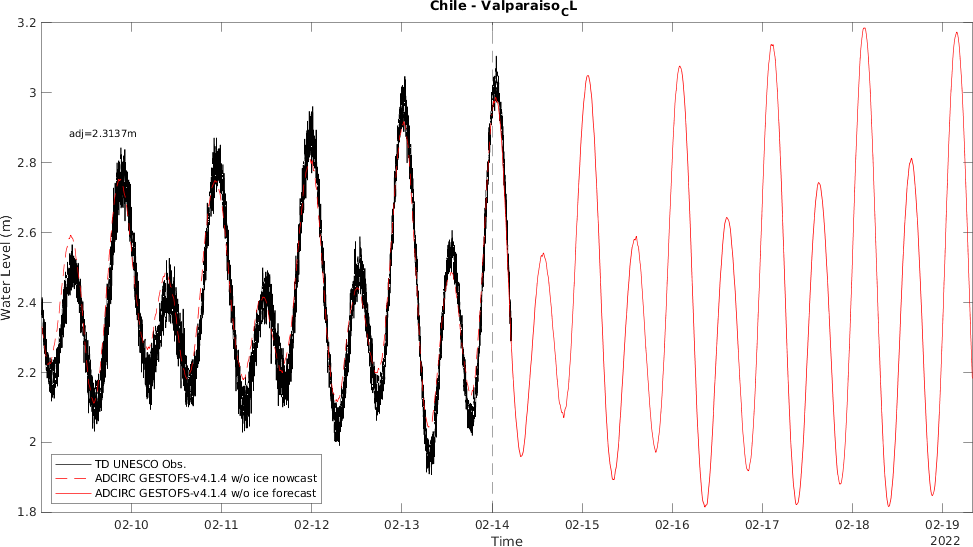 Chile - Valparaiso_CL
3.2
3
2.8
2.6
2.4
2.2
2
1.8
Water Level (m)
adj=2.3137m
TD UNESCO Obs.
ADCIRC GESTOFS-v4.1.4 w/o ice nowcast
ADCIRC GESTOFS-v4.1.4 w/o ice forecast
02-10 02-11 02-12 02-13 02-14 02-15 02-16 02-17 02-18 02-19
Time
2022